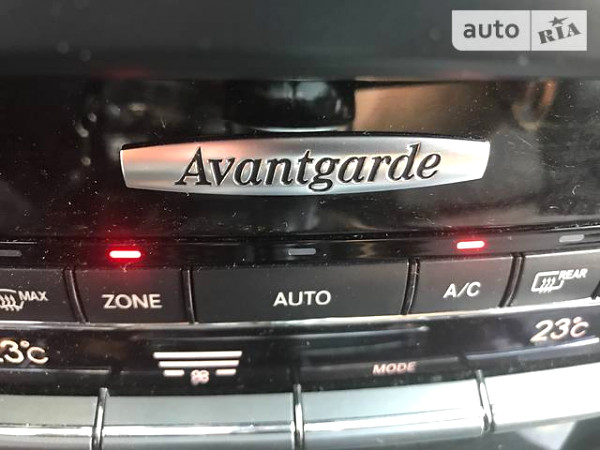 auto RIA
Avantgarde
MAX ZONE AUTO A/C REAR
23°C 23°C
MODE